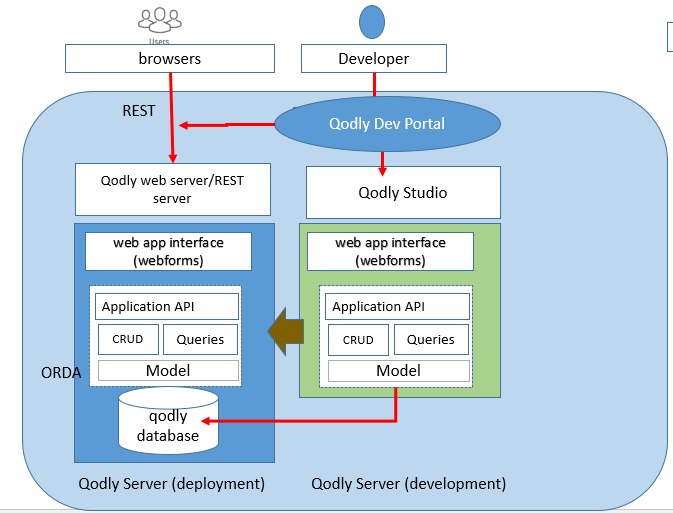 Users
browsers
Developer
REST
Qodly Dev Portal
Qodly web server/REST
server
Qodly Studio
web app interface
(webforms)
web app interface
(webforms)
Application API
Application API
CRUD
Queries
CRUD
Queries
Model
Model
ORDA
qodly
database
Qodly Server (deployment)
Qodly Server (development)